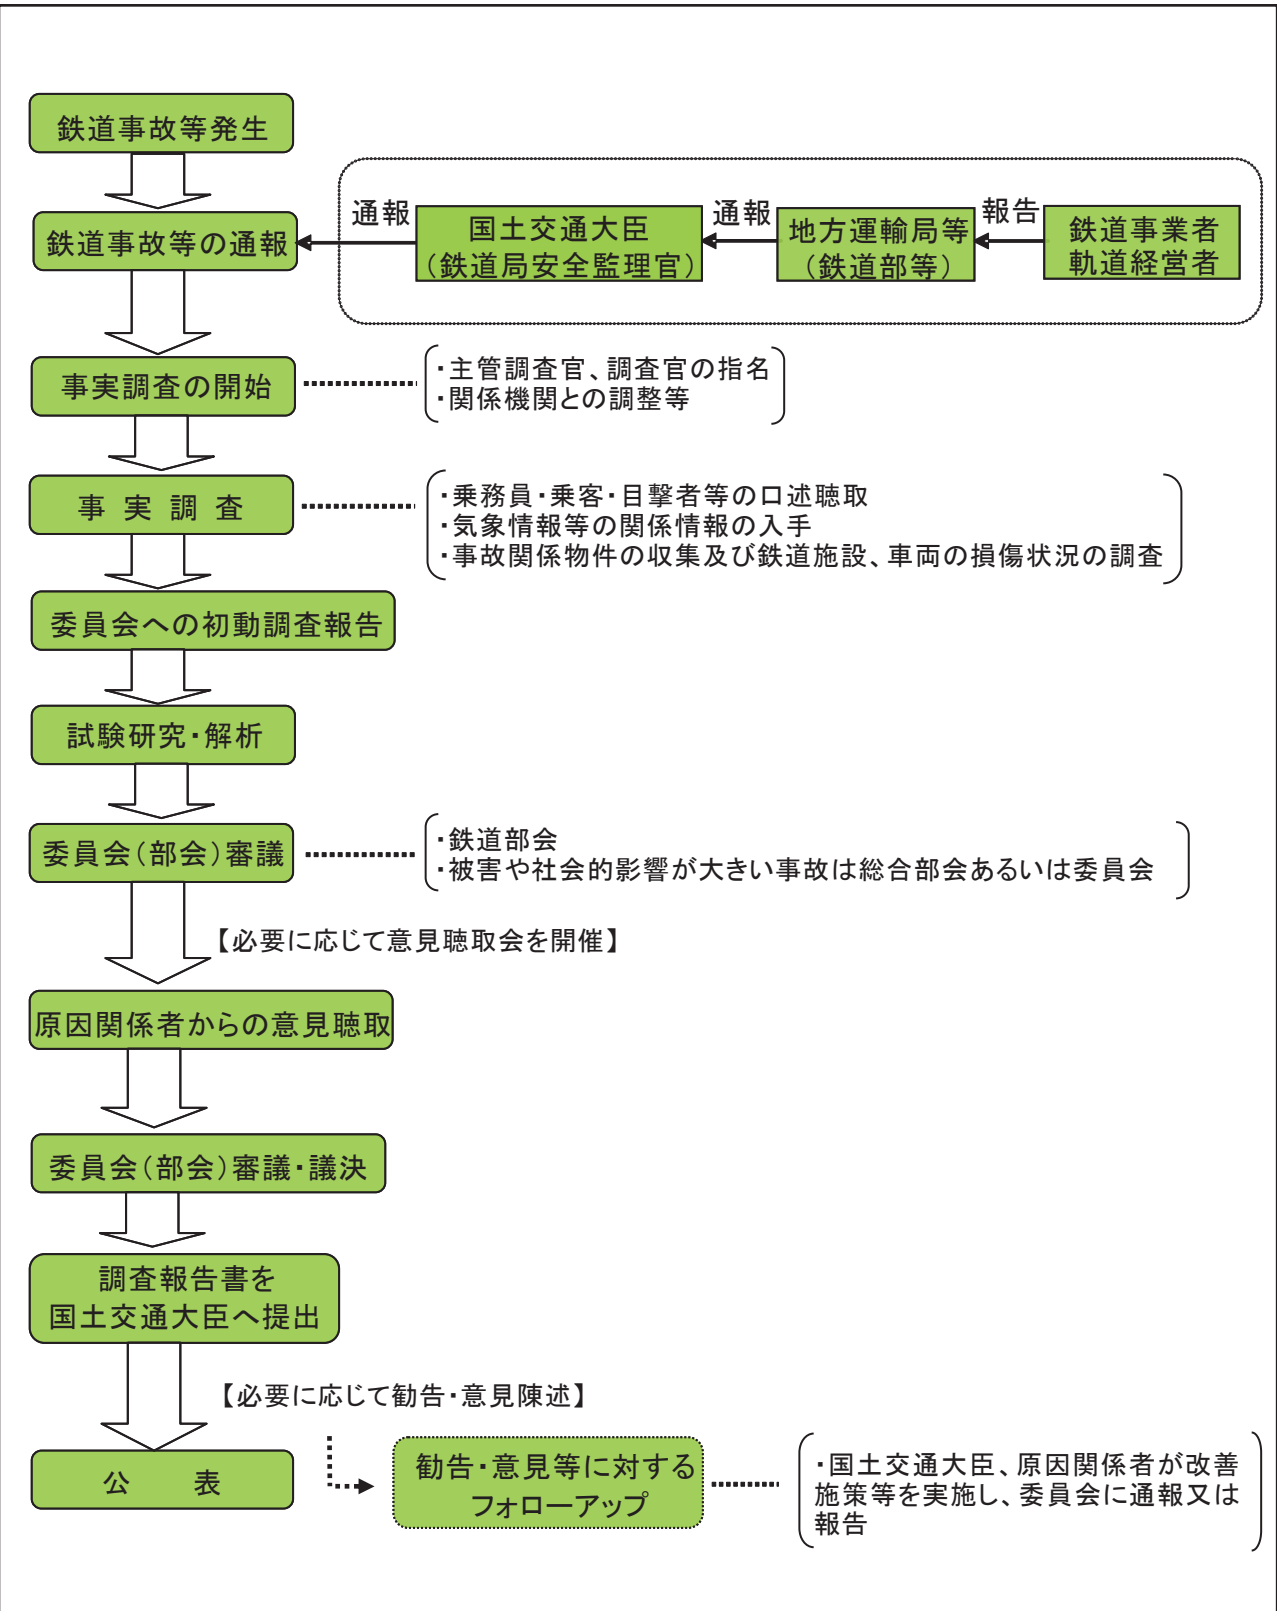 鉄道事故等発生
通報
通報
報告
鉄道事故等の通報
国土交通大臣
(鉄道局安全監理官)
地方運輸局等
(鉄道部等)
鉄道事業者
軌道経営者
事実調査の開始
・主管調査官、調査官の指名
・関係機関との調整等
事 実 調 査
・乗務員・乗客・目撃者等の口述聴取
・気象情報等の関係情報の入手
・事故関係物件の収集及び鉄道施設、車両の損傷状況の調査
委員会への初動調査報告
試験研究・解析
委員会(部会)審議
・鉄道部会
・被害や社会的影響が大きい事故は総合部会あるいは委員会
【必要に応じて意見聴取会を開催】
原因関係者からの意見聴取
委員会(部会)審議・議決
調査報告書を
国土交通大臣へ提出
【必要に応じて勧告・意見陳述】
公　　表
勧告・意見等に対する
フォローアップ
・国土交通大臣、原因関係者が改善
施策等を実施し、委員会に通報又は
報告